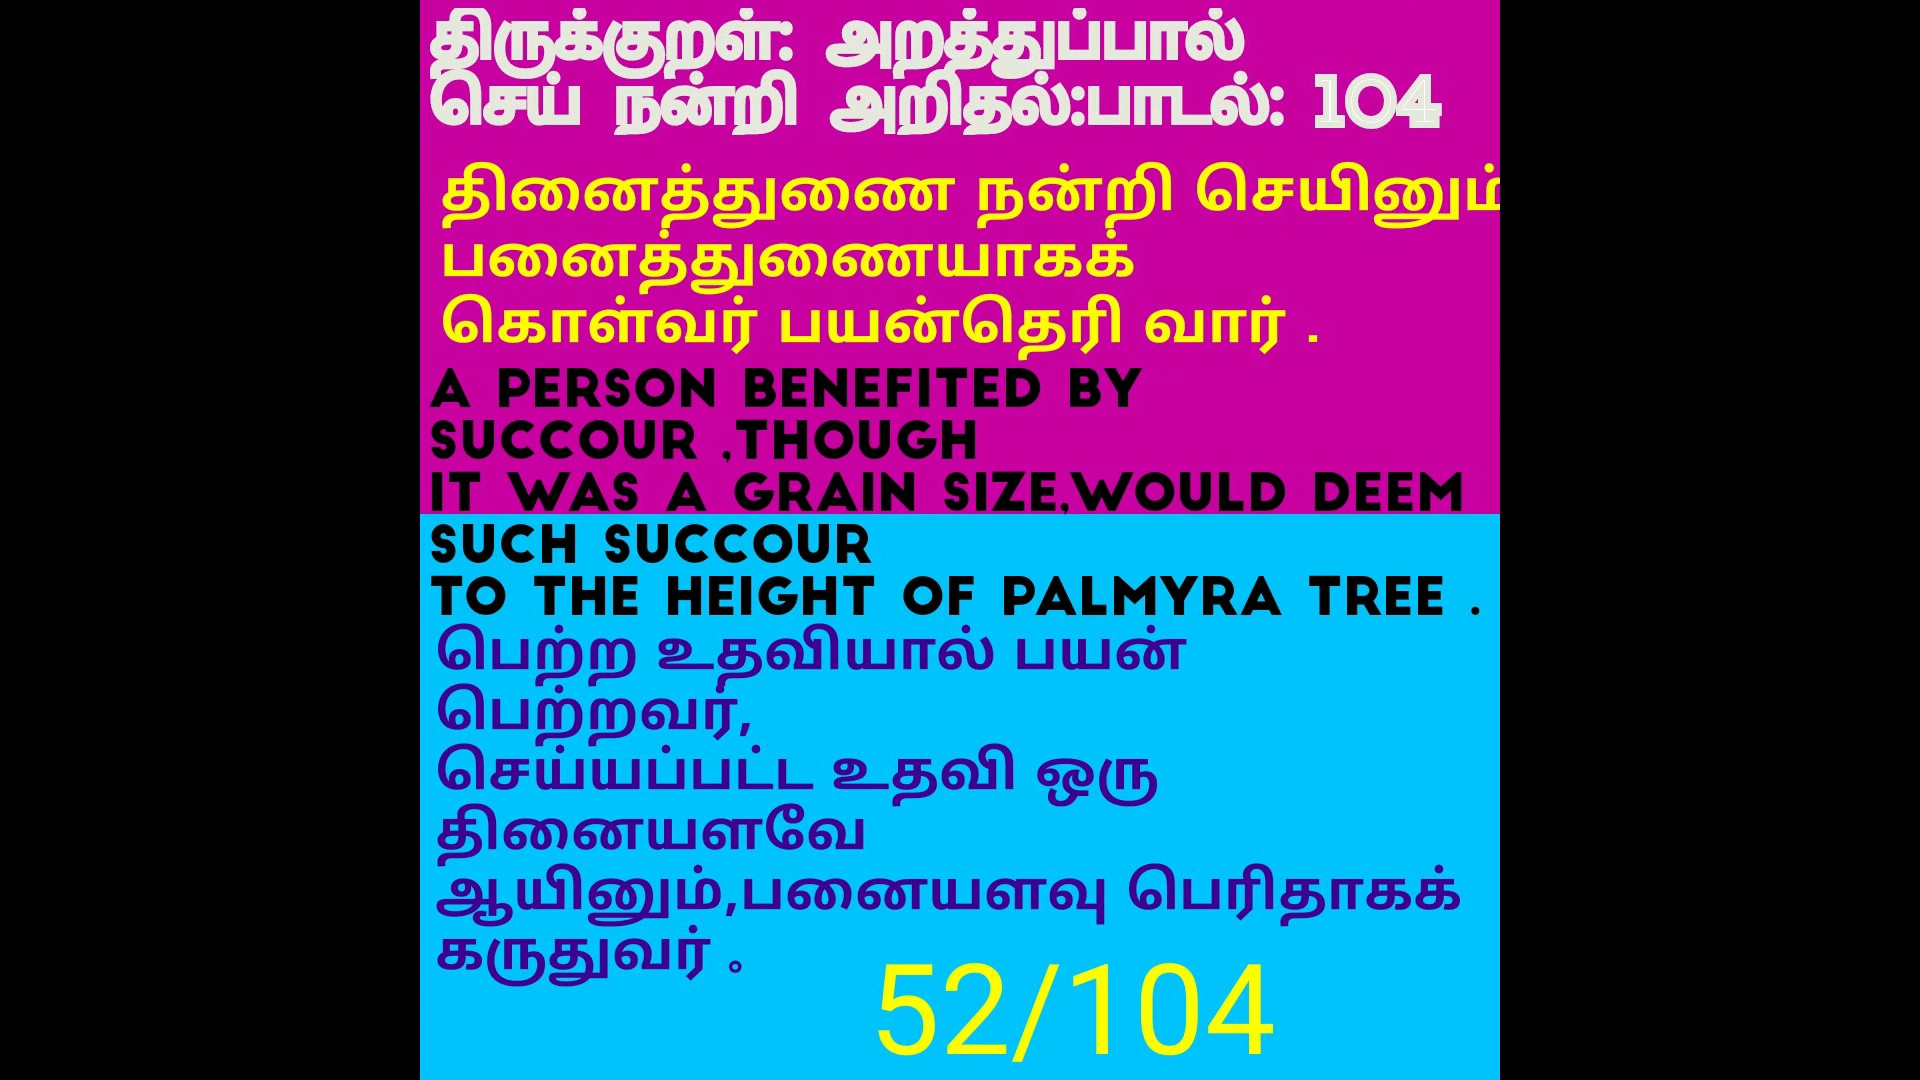 திருக்குறள்: அறத்துப்பால்
செய் நன்றி அறிதல்:பாடல்: 104
தினைத்துணை நன்றி செயினும்
பனைத்துணையாகக்
கொள்வர் பயன்தெரி வார் .
A PERSON BENEFITED BY
SUCCOUR ,THOUGH
IT WAS A GRAIN SIZE,WOULD DEEM
SUCH SUCCOUR
TO THE HEIGHT OF PALMYRA TREE .
பெற்ற உதவியால் பயன்
பெற்றவர்,
செய்யப்பட்ட உதவி ஒரு
தினையளவே
ஆயினும்,பனையளவு பெரிதாகக்
கருதுவர் 。
52/104